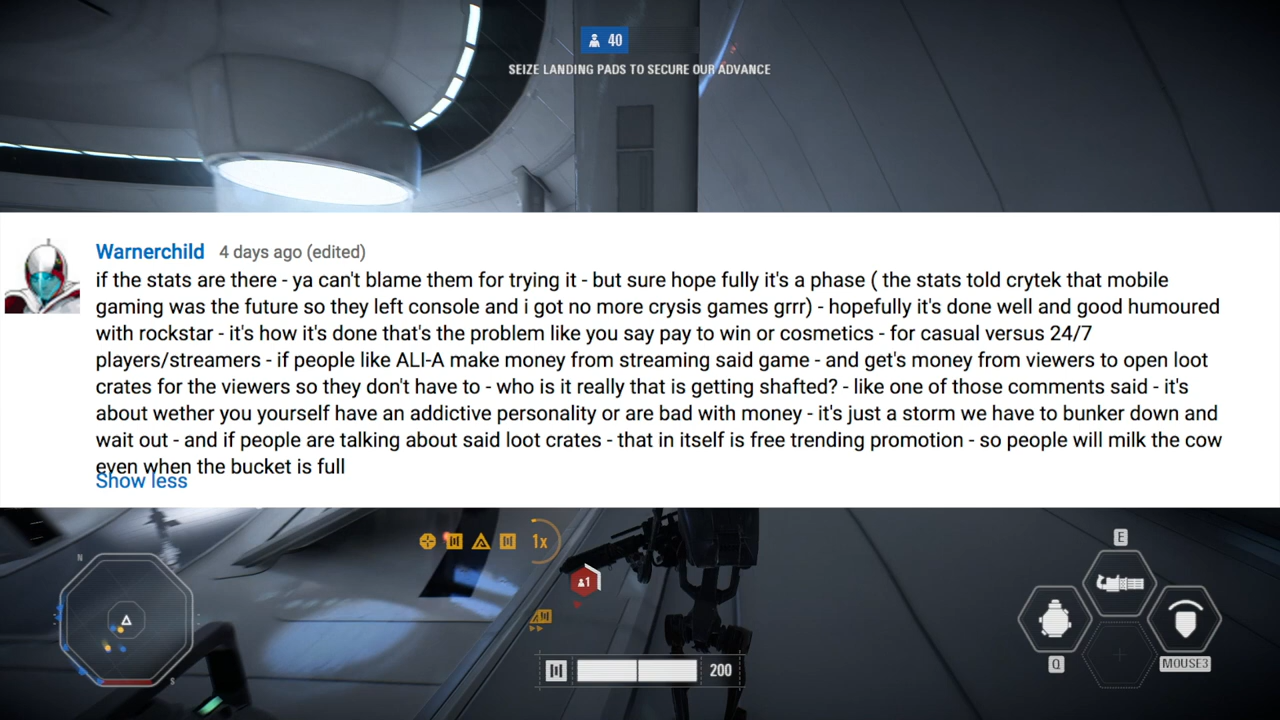 40
SEIZE LANDING PADS TO SECURE OUR ADVANCE
Warnerchild 4 days ago (edited)
if the stats are there - ya can't blame them for trying it - but sure hope fully it's a phase ( the stats told crytek that mobile
gaming was the future so they left console and i got no more crysis games grrr) - hopefully it's done well and good humoured
with rockstar - it's how it's done that's the problem like you say pay to win or cosmetics - for casual versus 24/7
players/streamers - if people like ALI-A make money from streaming said game - and get's money from viewers to open loot
crates for the viewers so they don't have to - who is it really that is getting shafted? - like one of those comments said - it's
about wether you yourself have an addictive personality or are bad with money - it's just a storm we have to bunker down and
wait out - and if people are talking about said loot crates - that in itself is free trending promotion - so people will milk the cow
even when the bucket is full
Show less
1x
E
N
1
S
200
Q
MOUSE3